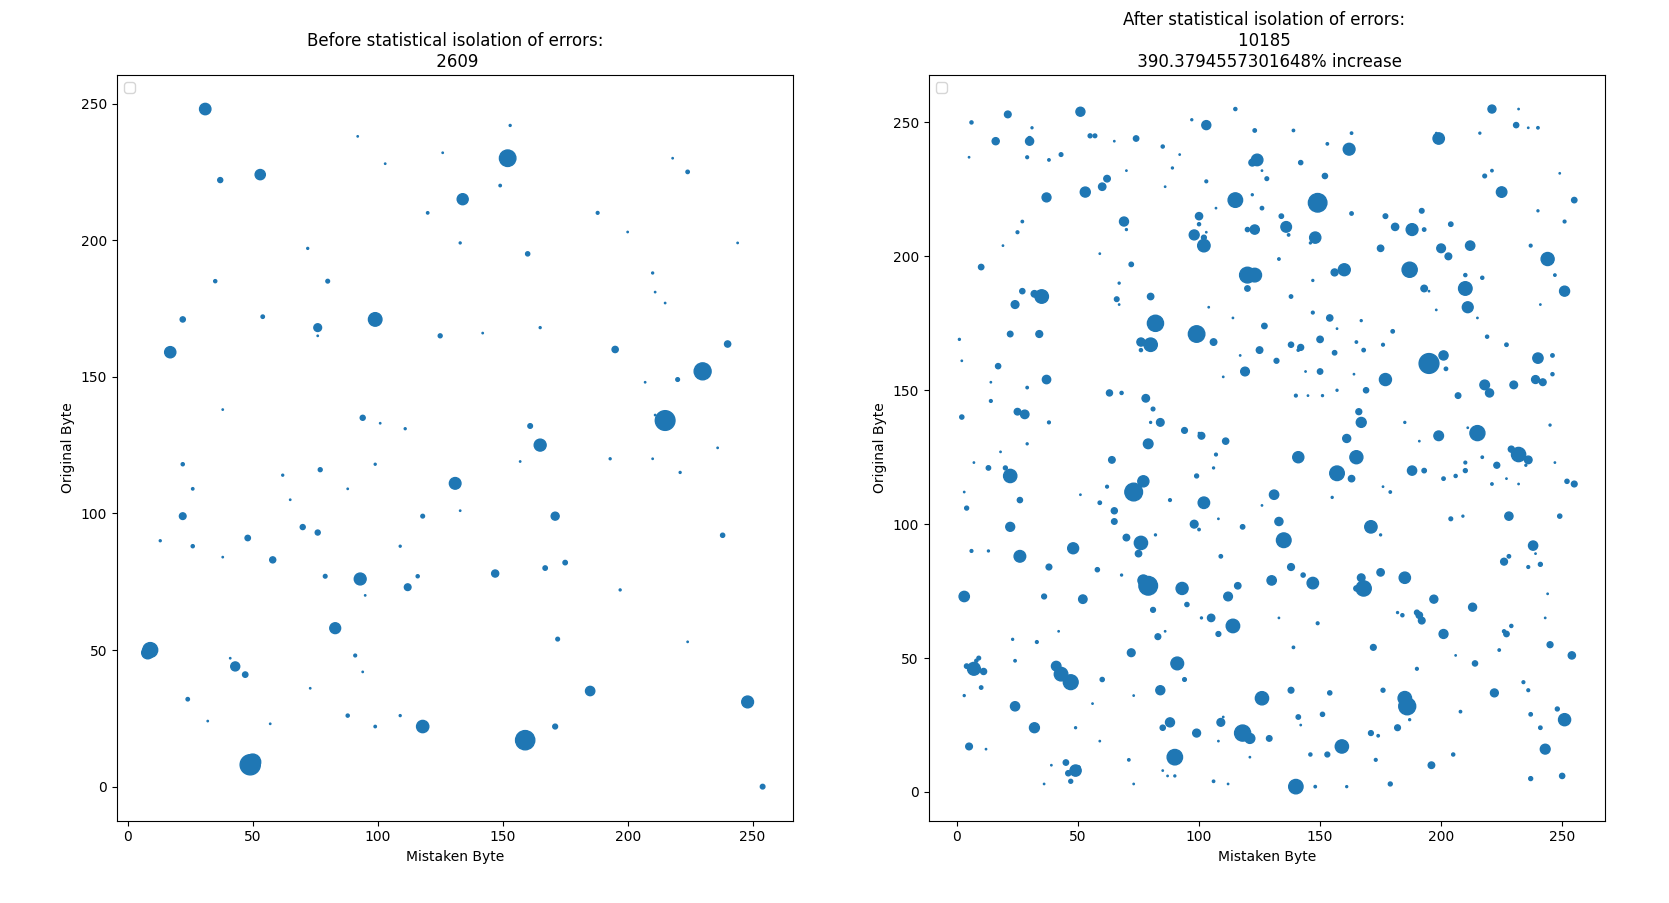 Before statistical isolation of errors:
2609
250
200
150
100
50
0
Original Byte
0 50 100 150 200 250
Mistaken Byte
After statistical isolation of errors:
10185
390.3794557301648% increase
250
200
150
100
50
0
Original Byte
0 50 100 150 200 250
Mistaken Byte